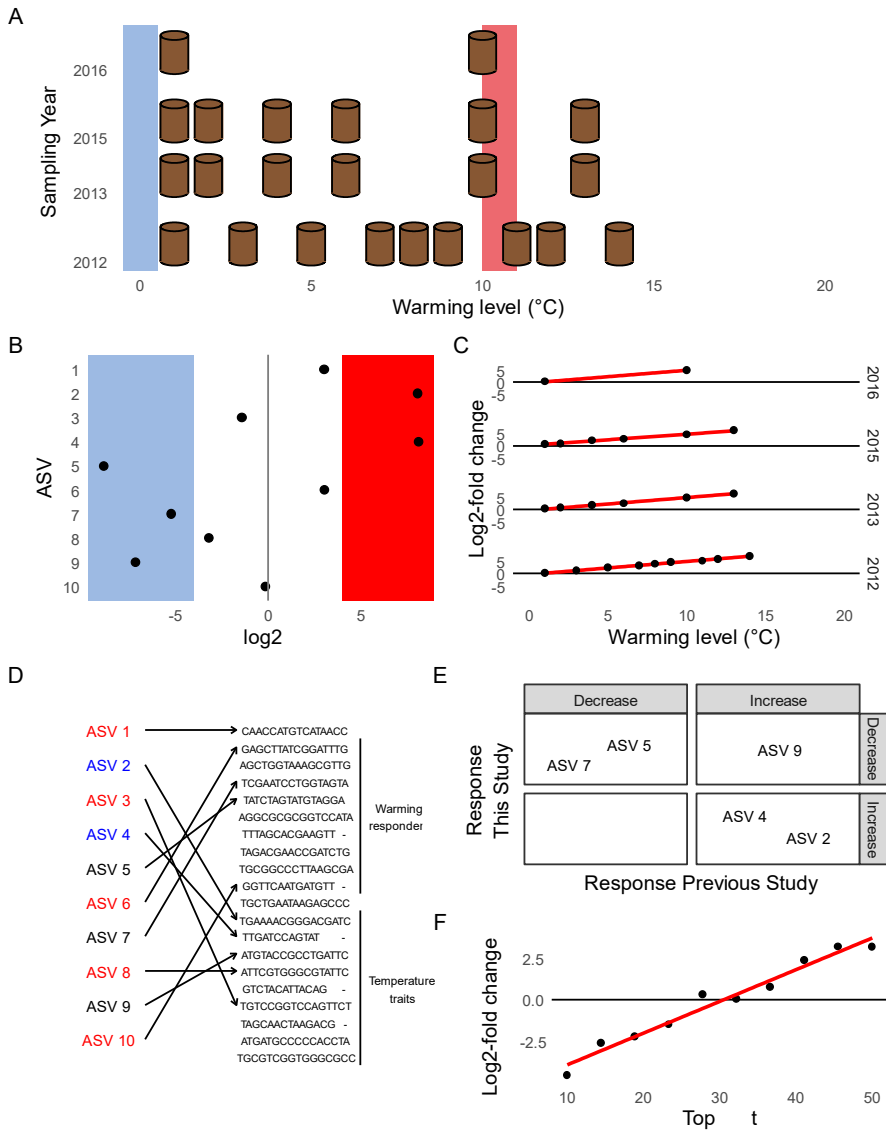 A
Sampling Year
2016
2015
2013
2012
0 5 10 15 20
Warming level (°C)
B
ASV
1
2
3
4
5
6
7
8
9
10
-5 0 5
log2
C
Log2-fold change
5
0
-5
2016
5
0
-5
2015
5
0
-5
2013
5
0
-5
2012
0 5 10 15 20
Warming level (°C)
D
ASV 1
ASV 2
ASV 3
ASV 4
ASV 5
ASV 6
ASV 7
ASV 8
ASV 9
ASV 10
CAACCATGTCATAACC
GAGCTTATCGGATTTG
AGCTGGTAAAGCGTTG
TCGAATCCTGGTAGTA
TATCTAGTATGTAGGA
AGGCGCGCGGTCCATA
TTTAGCACGAAGTT -
TAGACGAACCGATCTG
TGCGGCCCTTAAGCGA
GGTTCAATGATGTT -
TGCTGAATAAGAGCCC
TGAAAACGGGACGATC
TTGATCCAGTAT -
ATGTACCGCCTGATTC
ATTCGTGGGCGTATTC
GTCTACATTACAG -
TGTCCGGTCCAGTTCT
TAGCAACTAAGACG -
ATGATGCCCCCACCTA
TGCGTCGGTGGGCGCC
Warming
responder
Temperature
traits
E
Response
This Study
Decrease Increase
ASV 5
ASV 7
ASV 9
Decrease
ASV 4
ASV 2
Increase
Response Previous Study
F
Log2-fold change
2.5
0.0
-2.5
10 20 30 40 50
Top t